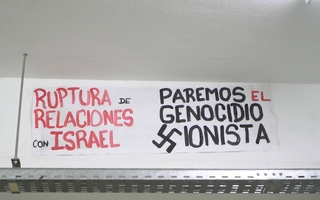 RUPTURA DE
RELACIONES
CON ISRAEL
PAREMOS EL
GENOCIDIO
卐IONISTA